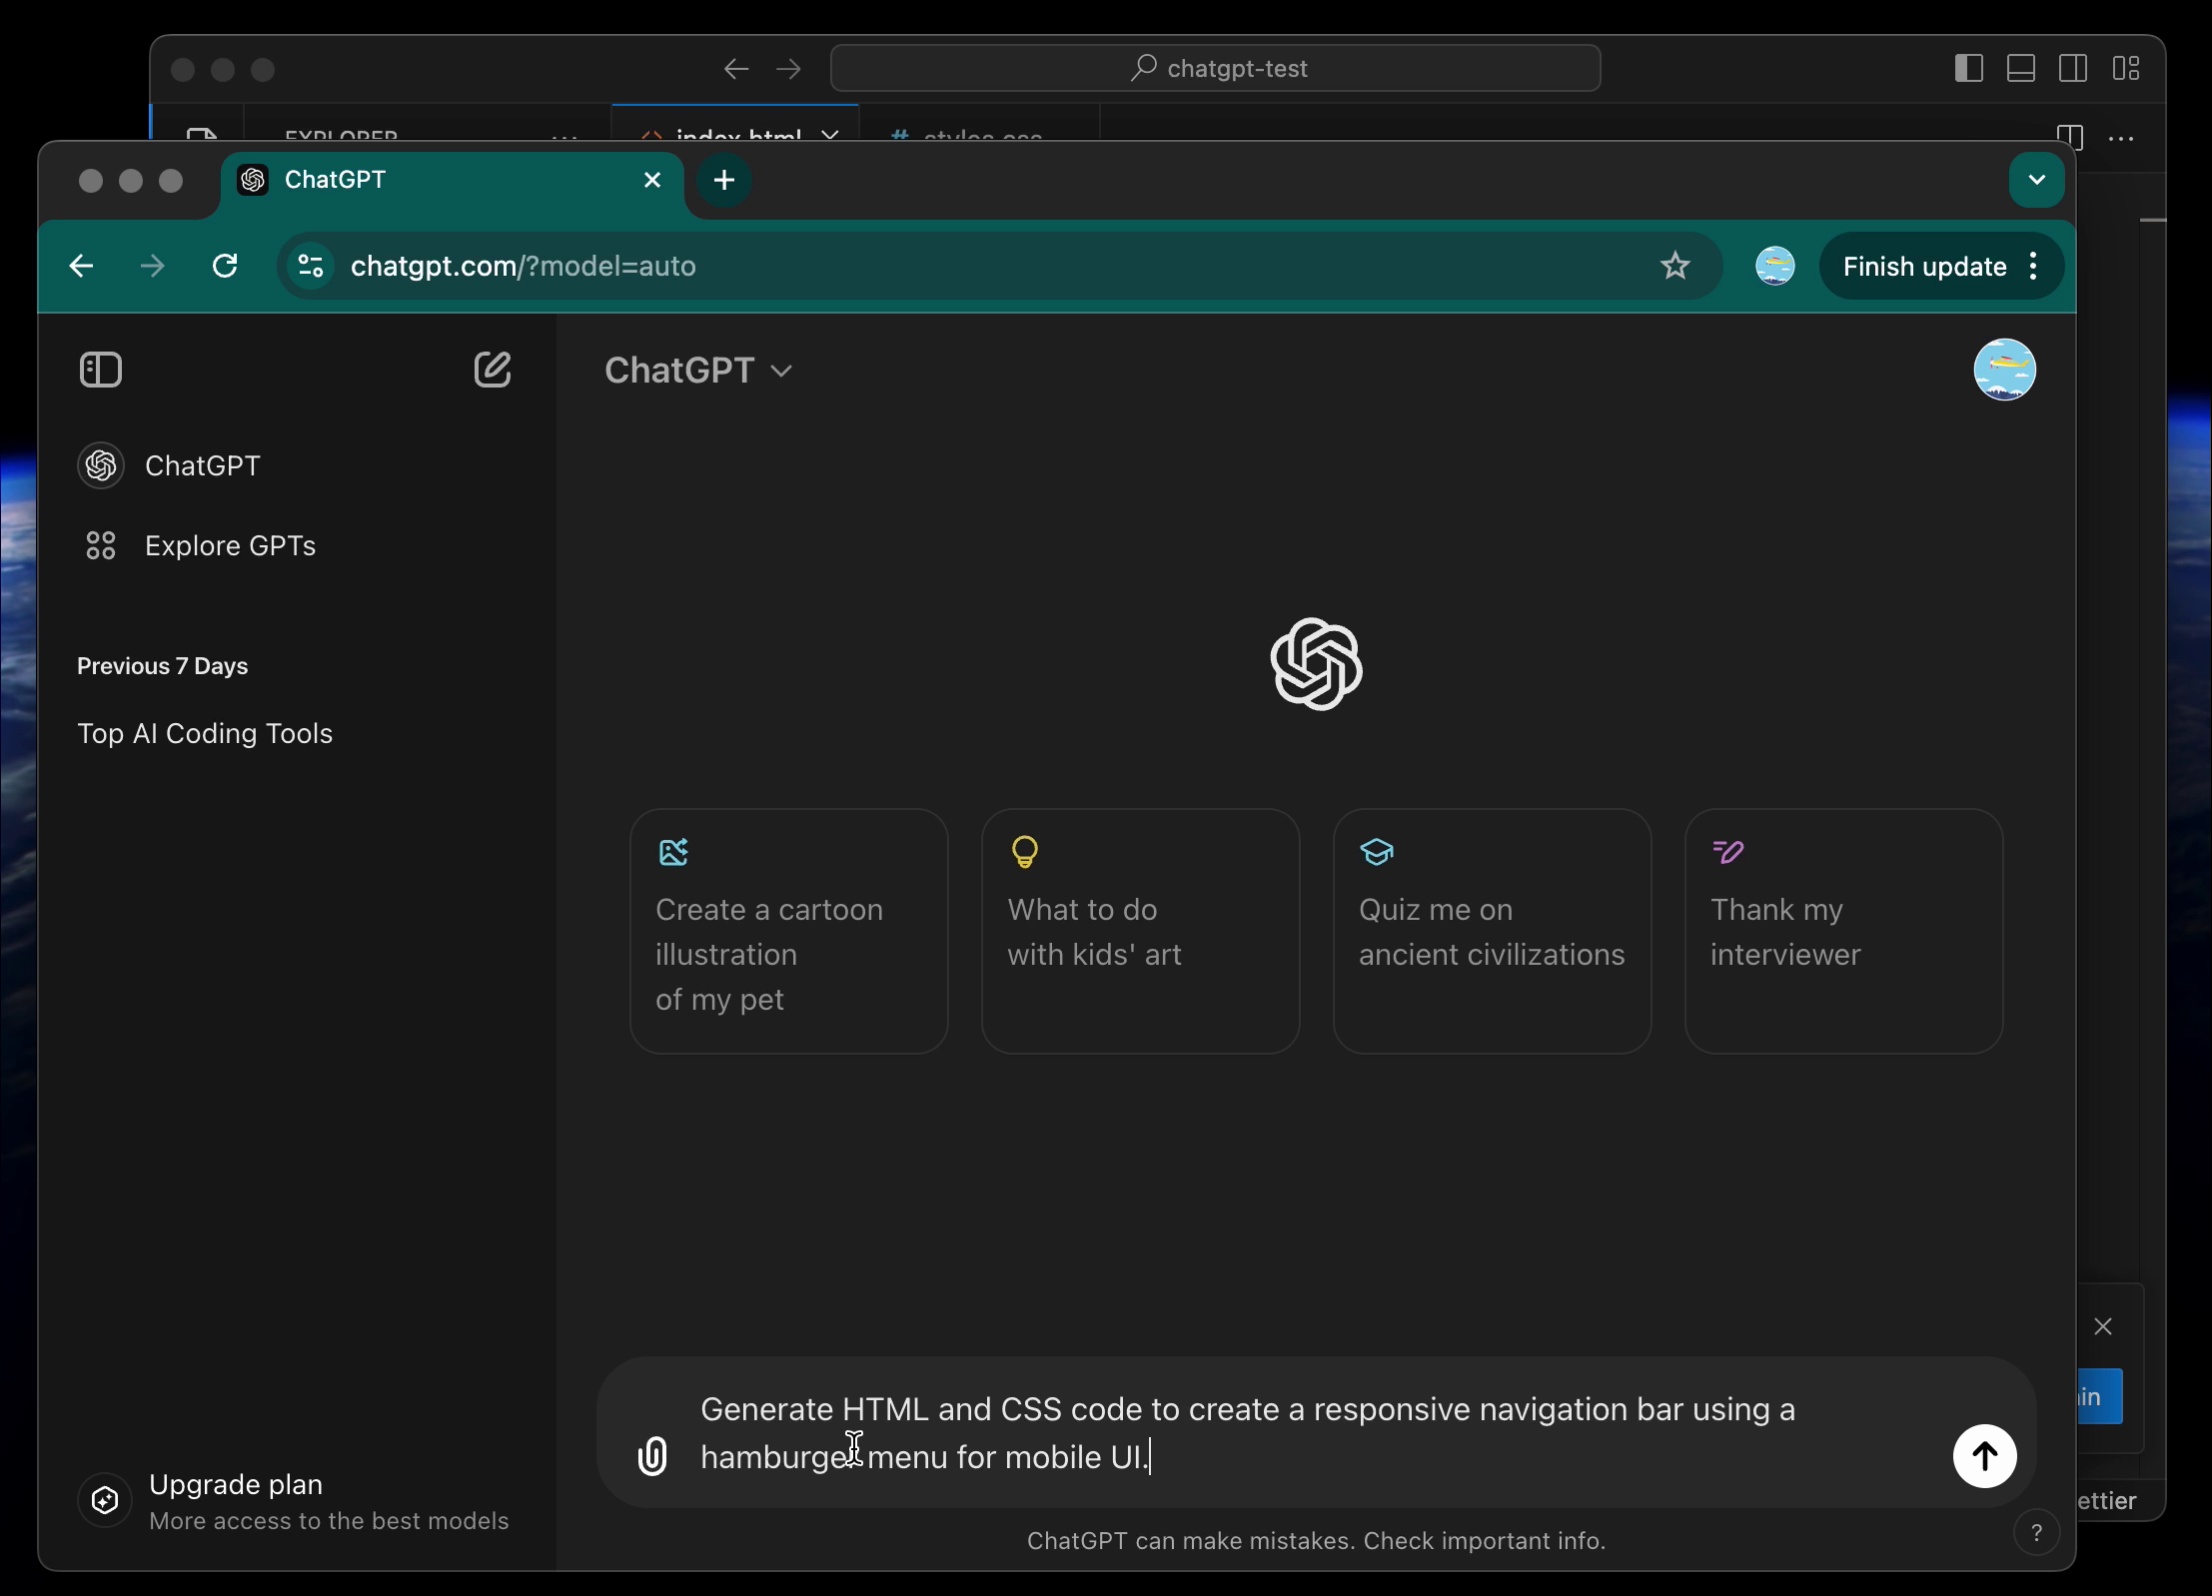 chatgpt-test
EXPLORER
index.html
# styles.css
ChatGPT
chatgpt.com/?model=auto
Finish update
ChatGPT
ChatGPT
Explore GPTs
Previous 7 Days
Top AI Coding Tools
Create a cartoon
illustration
of my pet
What to do
with kids' art
Quiz me on
ancient civilizations
Thank my
interviewer
Generate HTML and CSS code to create a responsive navigation bar using a
hamburger menu for mobile UI.
Upgrade plan
More access to the best models
ChatGPT can make mistakes. Check important info.
?